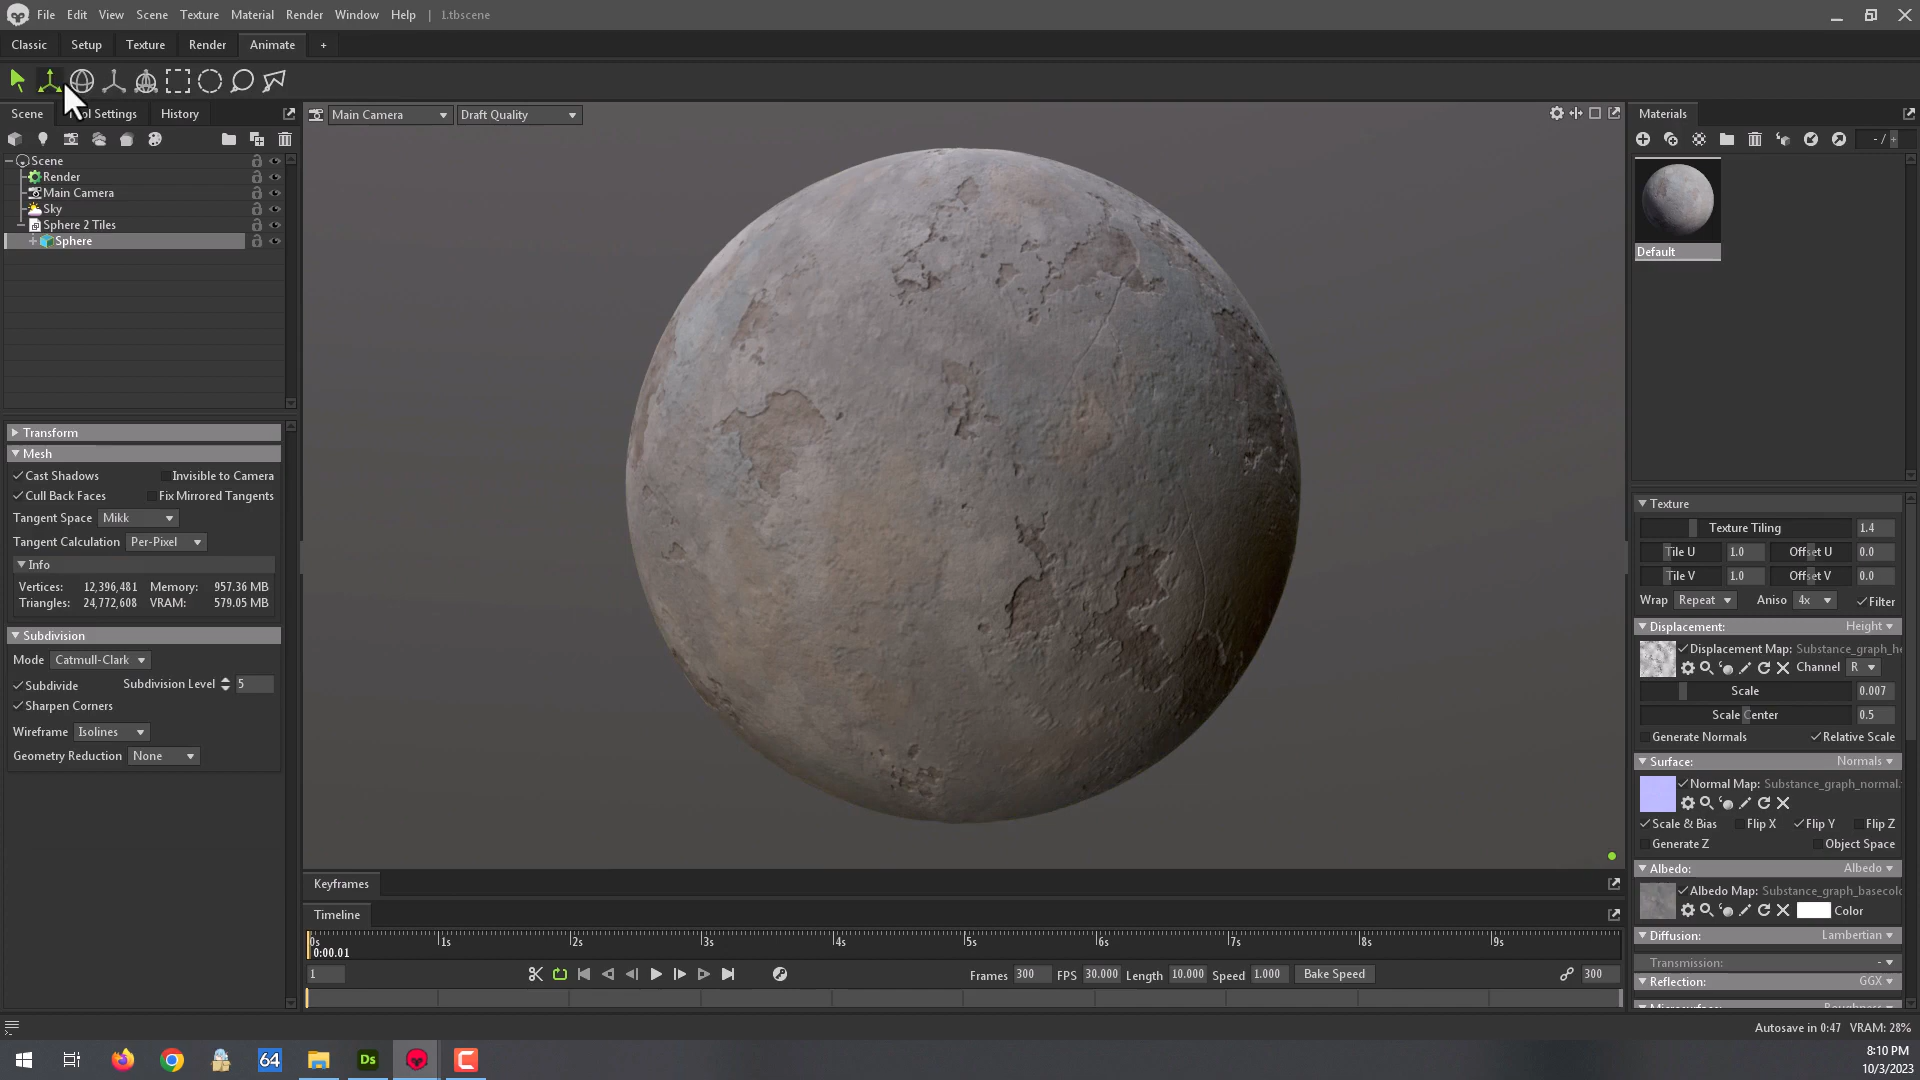 File Edit View Scene Texture Material Render Window Help | 1.tbscene
Classic Setup Texture Render Animate +
Scene Tool Settings History
Scene
Render
Main Camera
Sky
Sphere 2 Tiles
Sphere
Transform
Mesh
Cast Shadows Invisible to Camera
Cull Back Faces Fix Mirrored Tangents
Tangent Space Mikk
Tangent Calculation Per-Pixel
Info
Vertices: 12,396,481 Memory: 957.36 MB
Triangles: 24,772,608 VRAM: 579.05 MB
Subdivision
Mode Catmull-Clark
Subdivide Subdivision Level 5
Sharpen Corners
Wireframe Isolines
Geometry Reduction None
Main Camera Draft Quality
Keyframes
Timeline
0s 1s 2s 3s 4s 5s 6s 7s 8s 9s
0:00.01
1 Frames 300 FPS 30.000 Length 10.000 Speed 1.000 Bake Speed 300
Materials
- / +
Default
Texture
Texture Tiling 1.4
Tile U 1.0 Offset U 0.0
Tile V 1.0 Offset V 0.0
Wrap Repeat Aniso 4x Filter
Displacement: Height
Displacement Map: Substance_graph_he
Channel R
Scale 0.007
Scale Center 0.5
Generate Normals Relative Scale
Surface: Normals
Normal Map: Substance_graph_normal.
Scale & Bias Flip X Flip Y Flip Z
Generate Z Object Space
Albedo: Albedo
Albedo Map: Substance_graph_basecolo
Color
Diffusion: Lambertian
Transmission: -
Reflection: GGX
Autosave in 0:47 VRAM: 28%
64 Ds
8:10 PM
10/3/2023